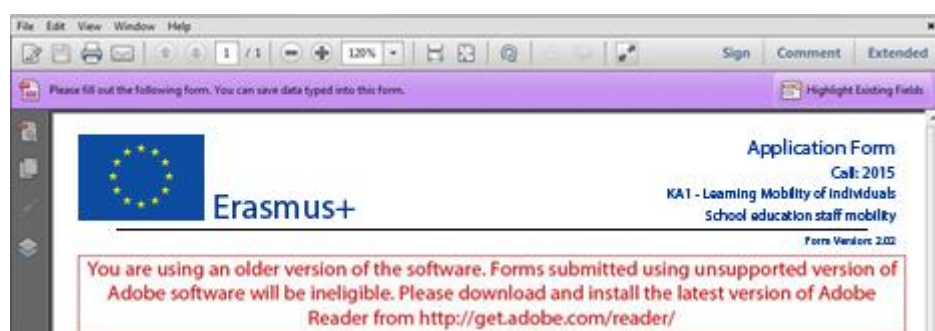 File Edit View Window Help
1 / 1 120% Sign Comment Extended
Please fill out the following form. You can save data typed into this form. Highlight Existing Fields
Application Form
Call: 2015
Erasmus+ KA1 - Learning Mobility of Individuals
School education staff mobility
Form Version: 2.02
You are using an older version of the software. Forms submitted using unsupported version of
Adobe software will be ineligible. Please download and install the latest version of Adobe
Reader from http://get.adobe.com/reader/